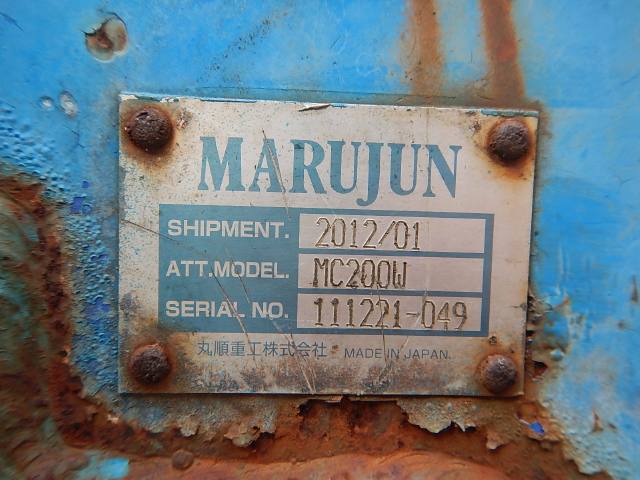 MARUJUN
SHIPMENT. 2012/01
ATT.MODEL. MC200W
SERIAL NO. 111221-049
丸順重工株式会社 MADE IN JAPAN.